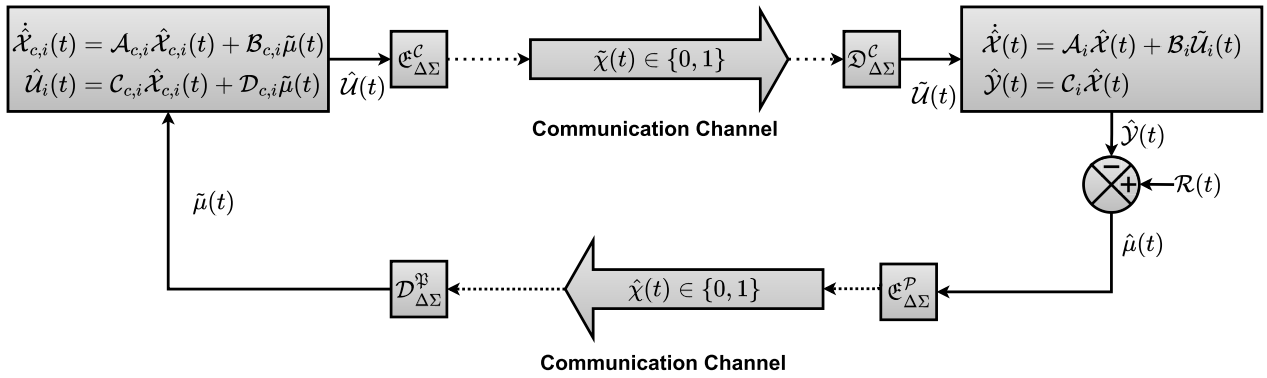 $\dot{\hat{\mathcal{X}}}_{c,i}(t) = \mathcal{A}_{c,i}\hat{\mathcal{X}}_{c,i}(t) + \mathcal{B}_{c,i}\tilde{\mu}(t)$
$\hat{\mathcal{U}}_i(t) = \mathcal{C}_{c,i}\hat{\mathcal{X}}_{c,i}(t) + \mathcal{D}_{c,i}\tilde{\mu}(t)$
$\hat{\mathcal{U}}(t)$
$\mathfrak{E}^{\mathcal{C}}_{\Delta\Sigma}$
$\tilde{\chi}(t) \in \{0,1\}$
Communication Channel
$\mathfrak{D}^{\mathcal{C}}_{\Delta\Sigma}$
$\tilde{\mathcal{U}}(t)$
$\dot{\hat{\mathcal{X}}}(t) = \mathcal{A}_i\hat{\mathcal{X}}(t) + \mathcal{B}_i\tilde{\mathcal{U}}_i(t)$
$\hat{\mathcal{Y}}(t) = \mathcal{C}_i\hat{\mathcal{X}}(t)$
$\hat{\mathcal{Y}}(t)$
−
+
$\mathcal{R}(t)$
$\hat{\mu}(t)$
$\mathfrak{E}^{\mathcal{P}}_{\Delta\Sigma}$
$\hat{\chi}(t) \in \{0,1\}$
Communication Channel
$\mathcal{D}^{\mathfrak{P}}_{\Delta\Sigma}$
$\tilde{\mu}(t)$